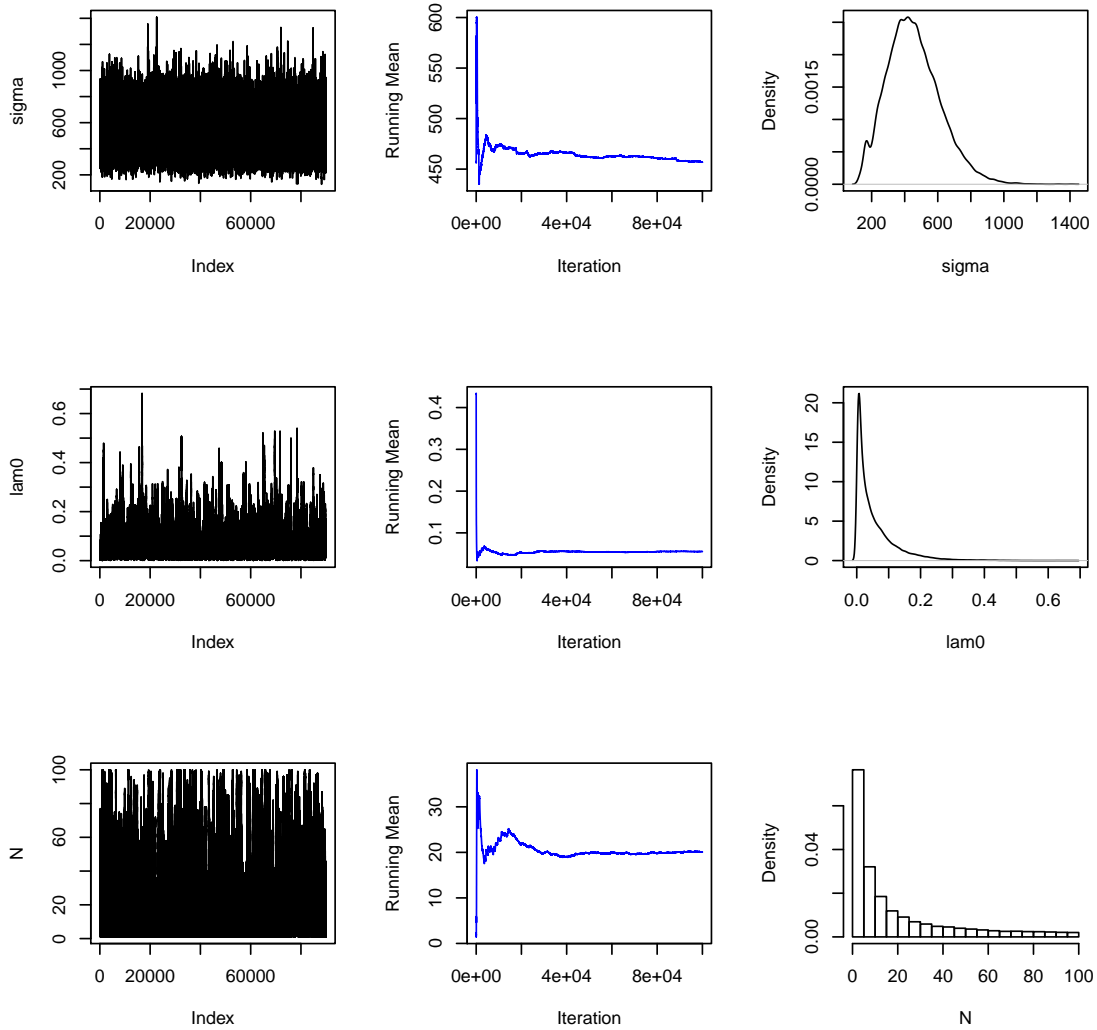 sigma
200
600
1000
0
20000
60000
Index
Running Mean
450
500
550
600
0e+00
4e+04
8e+04
Iteration
Density
0.0000
0.0015
200
600
1000
1400
sigma
lam0
0.0
0.2
0.4
0.6
0
20000
60000
Index
Running Mean
0.1
0.2
0.3
0.4
0e+00
4e+04
8e+04
Iteration
Density
0
5
10
15
20
0.0
0.2
0.4
0.6
lam0
N
0
20
60
100
0
20000
60000
Index
Running Mean
0
10
20
30
0e+00
4e+04
8e+04
Iteration
Density
0.00
0.04
0
20
40
60
80
100
N